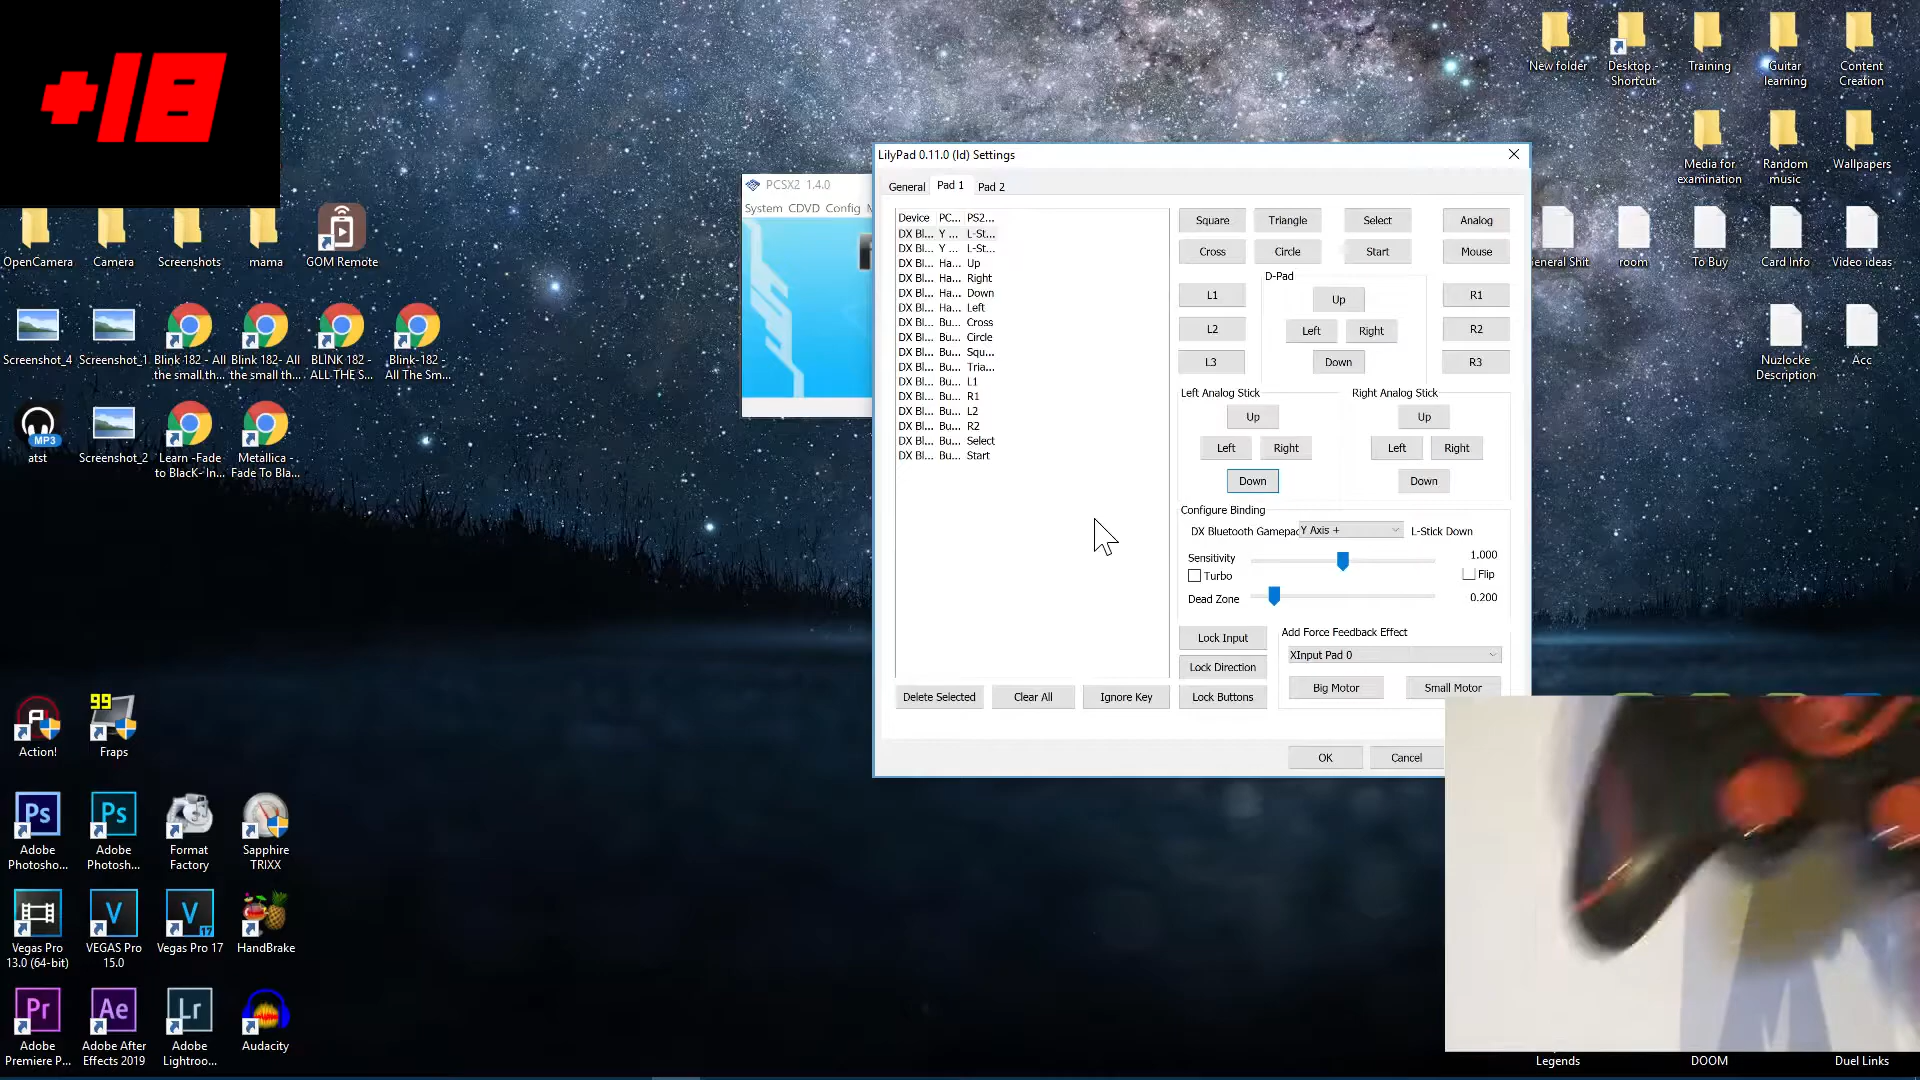 +18
New folder
Desktop -
Shortcut
Training
Guitar
learning
Content
Creation
Media for
examination
Random
music
Wallpapers
OpenCamera
Camera
Screenshots
mama
GOM Remote
eneral Shit
room
To Buy
Card Info
Video ideas
Screenshot_4
Screenshot_1
Blink 182 - All
the small th...
Blink 182- All
the small th...
BLINK 182 -
ALL THE S...
Blink-182 -
All The Sm...
Nuzlocke
Description
Acc
MP3
atst
Screenshot_2
Learn -Fade
to BlacK- In...
Metallica -
Fade To Bla...
99
Action!
Fraps
Ps
Adobe
Photosho...
Ps
Adobe
Photosh...
Format
Factory
Sapphire
TRIXX
Vegas Pro
13.0 (64-bit)
V
VEGAS Pro
15.0
V
17
Vegas Pro 17
HandBrake
Pr
Adobe
Premiere P...
Ae
Adobe After
Effects 2019
Lr
Adobe
Lightroo...
Audacity
Legends
DOOM
Duel Links
PCSX2 1.4.0
System CDVD Config
LilyPad 0.11.0 (ld) Settings
General Pad 1 Pad 2
Device PC... PS2...
DX Bl... Y ... L-St...
DX Bl... Y ... L-St...
DX Bl... Ha... Up
DX Bl... Ha... Right
DX Bl... Ha... Down
DX Bl... Ha... Left
DX Bl... Bu... Cross
DX Bl... Bu... Circle
DX Bl... Bu... Squ...
DX Bl... Bu... Tria...
DX Bl... Bu... L1
DX Bl... Bu... R1
DX Bl... Bu... L2
DX Bl... Bu... R2
DX Bl... Bu... Select
DX Bl... Bu... Start
Delete Selected Clear All Ignore Key
Square Triangle Select Analog
Cross Circle Start Mouse
D-Pad
L1 Up R1
L2 Left Right R2
L3 Down R3
Left Analog Stick
Up
Left Right
Down
Right Analog Stick
Up
Left Right
Down
Configure Binding
DX Bluetooth Gamepad Y Axis + L-Stick Down
Sensitivity 1.000
Turbo Flip
Dead Zone 0.200
Lock Input
Lock Direction
Lock Buttons
Add Force Feedback Effect
XInput Pad 0
Big Motor Small Motor
OK Cancel